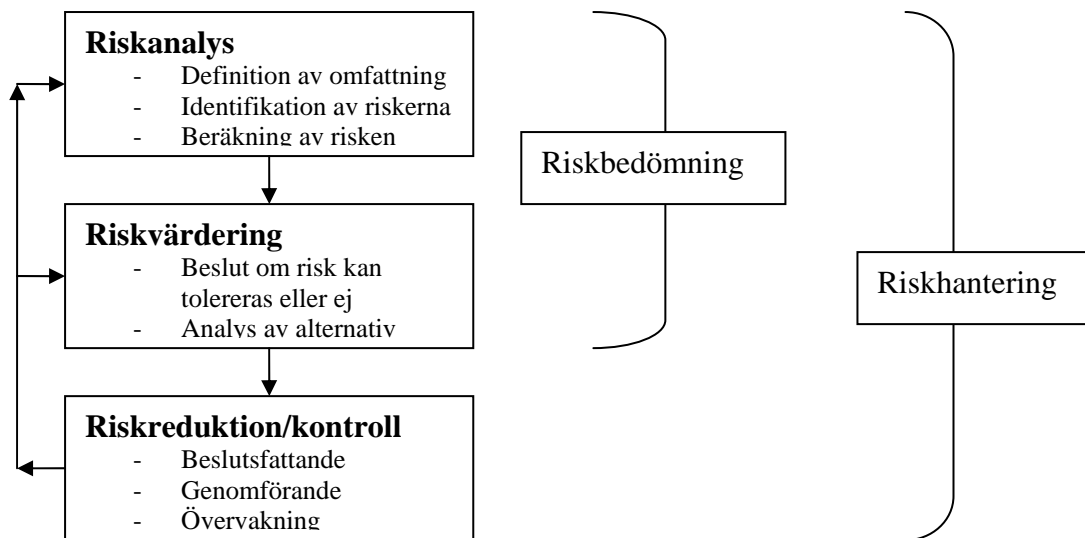 Riskanalys
- Definition av omfattning
- Identifikation av riskerna
- Beräkning av risken
Riskbedömning
Riskvärdering
- Beslut om risk kan
tolereras eller ej
- Analys av alternativ
Riskhantering
Riskreduktion/kontroll
- Beslutsfattande
- Genomförande
- Övervakning